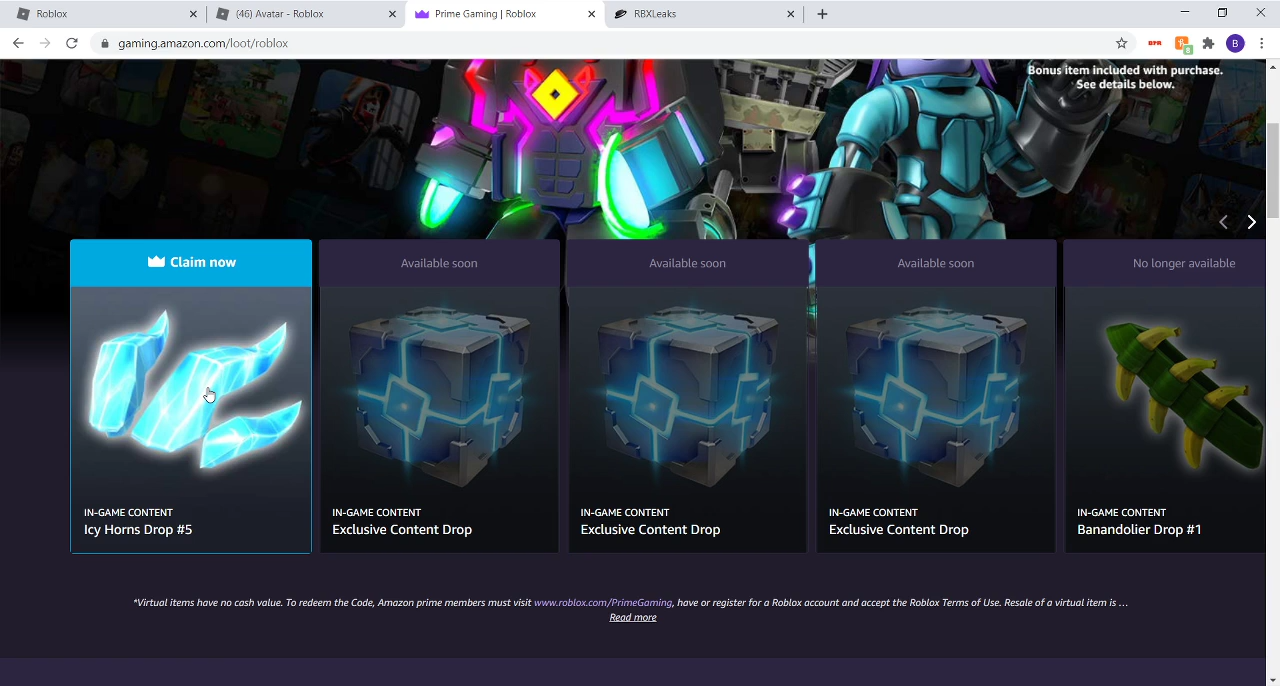 Roblox
(46) Avatar - Roblox
Prime Gaming | Roblox
RBXLeaks
gaming.amazon.com/loot/roblox
BTR
8
B
Bonus item included with purchase.
See details below.
Claim now
Available soon
Available soon
Available soon
No longer available
IN-GAME CONTENT
Icy Horns Drop #5
IN-GAME CONTENT
Exclusive Content Drop
IN-GAME CONTENT
Exclusive Content Drop
IN-GAME CONTENT
Exclusive Content Drop
IN-GAME CONTENT
Banandolier Drop #1
*Virtual items have no cash value. To redeem the Code, Amazon prime members must visit www.roblox.com/PrimeGaming, have or register for a Roblox account and accept the Roblox Terms of Use. Resale of a virtual item is ...
Read more